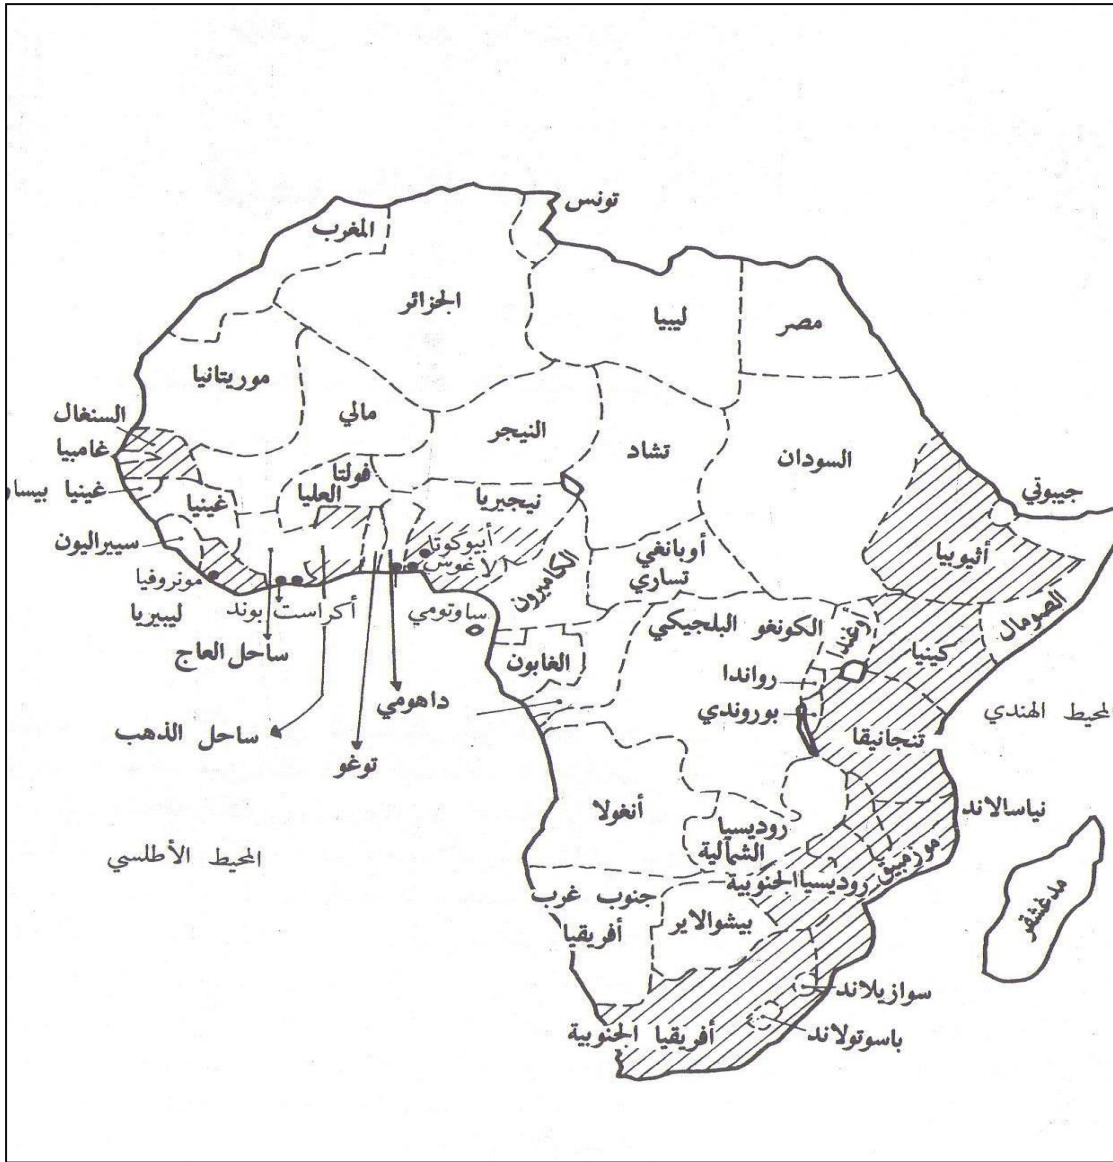 تونس
المغرب
الجزائر
ليبيا
مصر
موريتانيا
مالي
النيجر
تشاد
السودان
السنغال
غامبيا
غينيا بيساو
غينيا
فولتا
العليا
نيجيريا
جيبوتي
أثيوبيا
سييراليون
أبيوكوتا
لاغوس
الكاميرون
أوبانغي
تساري
مونروفيا
ليبيريا
أكراست بوند
ساوتومي
الكونغو البلجيكي
أوغندا
كينيا
الصومال
ساحل العاج
الغابون
رواندا
داهومي
بوروندي
المحيط الهندي
ساحل الذهب
تنجانيقا
توغو
أنغولا
روديسيا
الشمالية
نياسالاند
المحيط الأطلسي
موزمبيق
روديسيا الجنوبية
جنوب غرب
أفريقيا
بيشوالاير
مدغشقر
سوازيلاند
أفريقيا الجنوبية
باسوتولاند